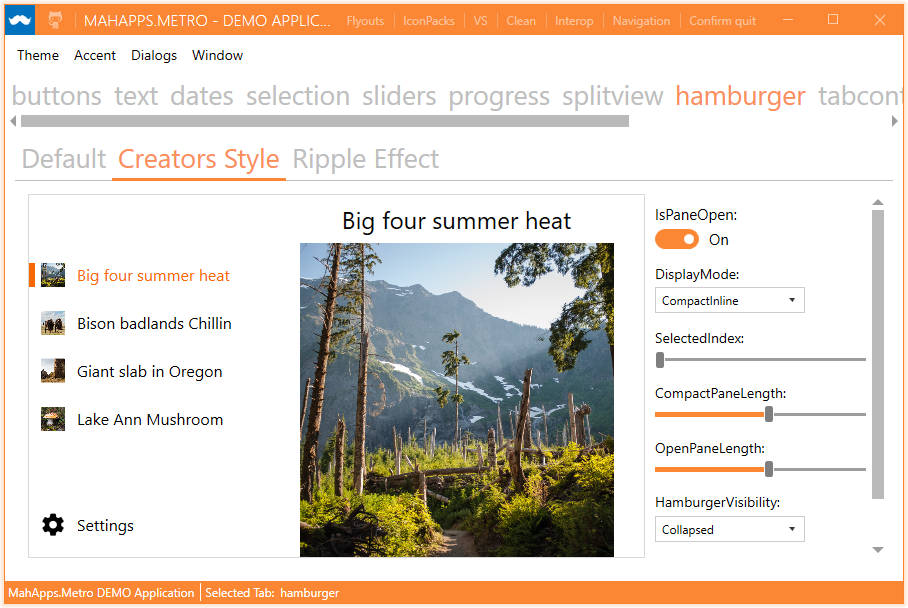 MAHAPPS.METRO - DEMO APPLIC... Flyouts IconPacks VS Clean Interop Navigation Confirm quit
Theme Accent Dialogs Window
buttons text dates selection sliders progress splitview hamburger tabcont
Default Creators Style Ripple Effect
Big four summer heat
Big four summer heat
Bison badlands Chillin
Giant slab in Oregon
Lake Ann Mushroom
Settings
IsPaneOpen:
On
DisplayMode:
CompactInline
SelectedIndex:
CompactPaneLength:
OpenPaneLength:
HamburgerVisibility:
Collapsed
MahApps.Metro DEMO Application Selected Tab: hamburger